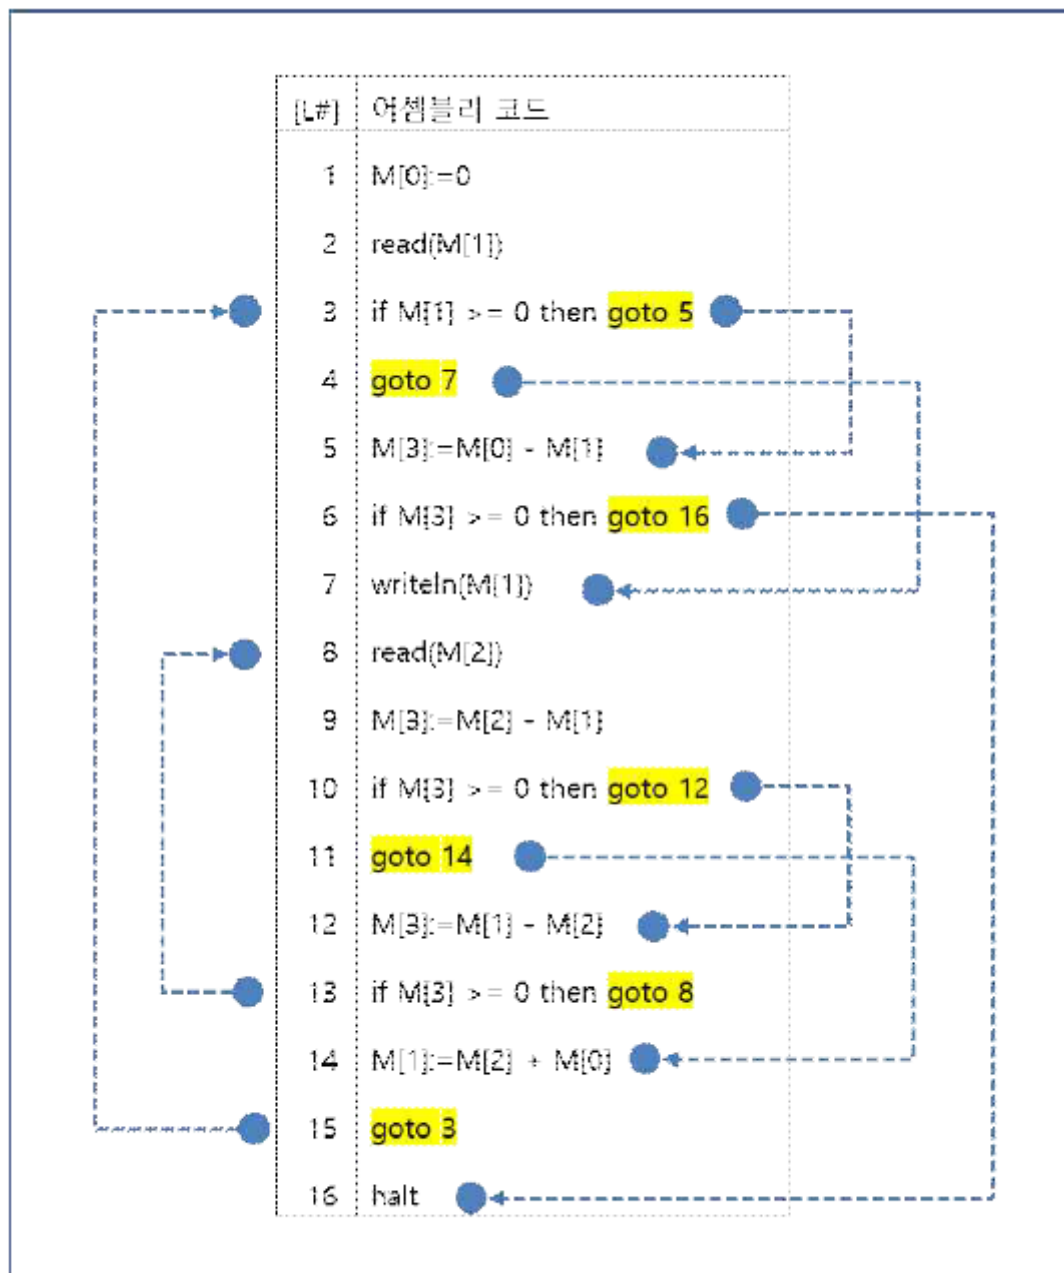 [L#] 어셈블리 코드
1 M[0]:=0
2 read(M[1])
3 if M[1] >= 0 then goto 5
4 goto 7
5 M[3]:=M[0] - M[1]
6 if M[3] >= 0 then goto 16
7 writeln(M[1])
8 read(M[2])
9 M[3]:=M[2] - M[1]
10 if M[3] >= 0 then goto 12
11 goto 14
12 M[3]:=M[1] - M[2]
13 if M[3] >= 0 then goto 8
14 M[1]:=M[2] + M[0]
15 goto 3
16 halt